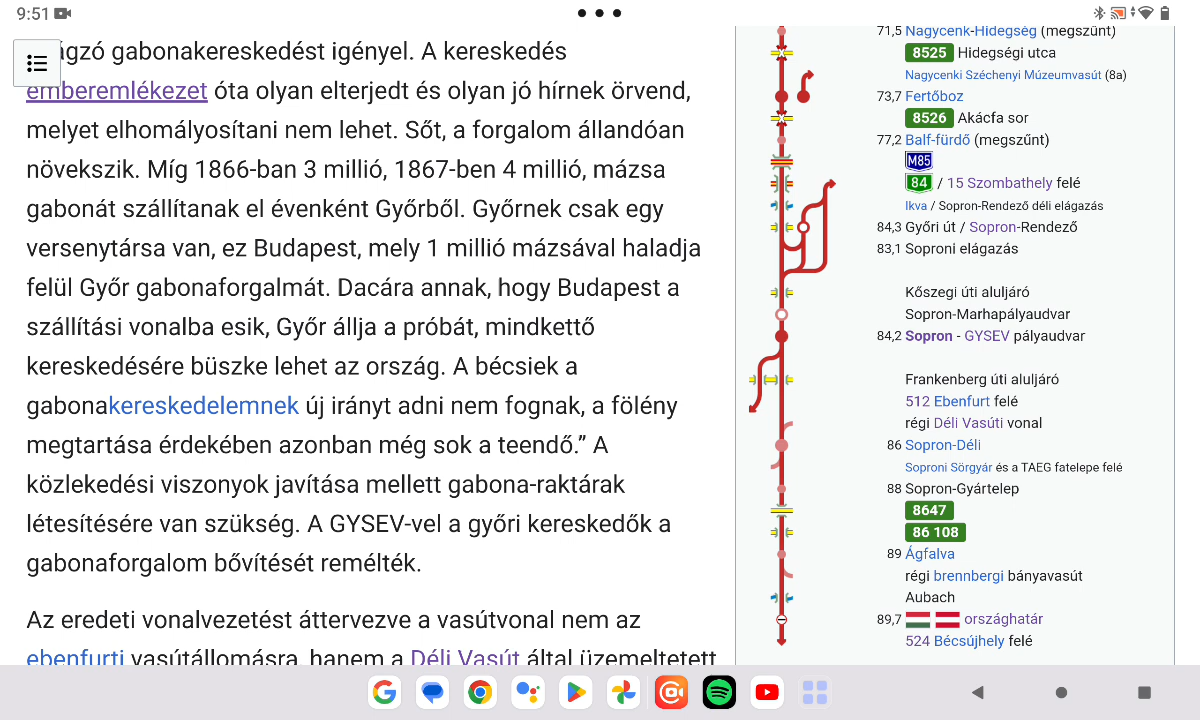 9:51
ágzó gabonakereskedést igényel. A kereskedés
emberemlékezet óta olyan elterjedt és olyan jó hírnek örvend,
melyet elhomályosítani nem lehet. Sőt, a forgalom állandóan
növekszik. Míg 1866-ban 3 millió, 1867-ben 4 millió, mázsa
gabonát szállítanak el évenként Győrből. Győrnek csak egy
versenytársa van, ez Budapest, mely 1 millió mázsával haladja
felül Győr gabonaforgalmát. Dacára annak, hogy Budapest a
szállítási vonalba esik, Győr állja a próbát, mindkettő
kereskedésére büszke lehet az ország. A bécsiek a
gabonakereskedelemnek új irányt adni nem fognak, a fölény
megtartása érdekében azonban még sok a teendő.” A
közlekedési viszonyok javítása mellett gabona-raktárak
létesítésére van szükség. A GYSEV-vel a győri kereskedők a
gabonaforgalom bővítését remélték.
Az eredeti vonalvezetést áttervezve a vasútvonal nem az
ebenfurti vasútállomásra, hanem a Déli Vasút által üzemeltetett
71,5 Nagycenk-Hidegség (megszűnt)
8525 Hidegségi utca
Nagycenki Széchenyi Múzeumvasút (8a)
73,7 Fertőboz
8526 Akácfa sor
77,2 Balf-fürdő (megszűnt)
M85
84 / 15 Szombathely felé
Ikva / Sopron-Rendező déli elágazás
84,3 Győri út / Sopron-Rendező
83,1 Soproni elágazás
Kőszegi úti aluljáró
Sopron-Marhapályaudvar
84,2 Sopron - GYSEV pályaudvar
Frankenberg úti aluljáró
512 Ebenfurt felé
régi Déli Vasúti vonal
86 Sopron-Déli
Soproni Sörgyár és a TAEG fatelepe felé
88 Sopron-Gyártelep
8647
86 108
89 Ágfalva
régi brennbergi bányavasút
Aubach
89,7 országhatár
524 Bécsújhely felé